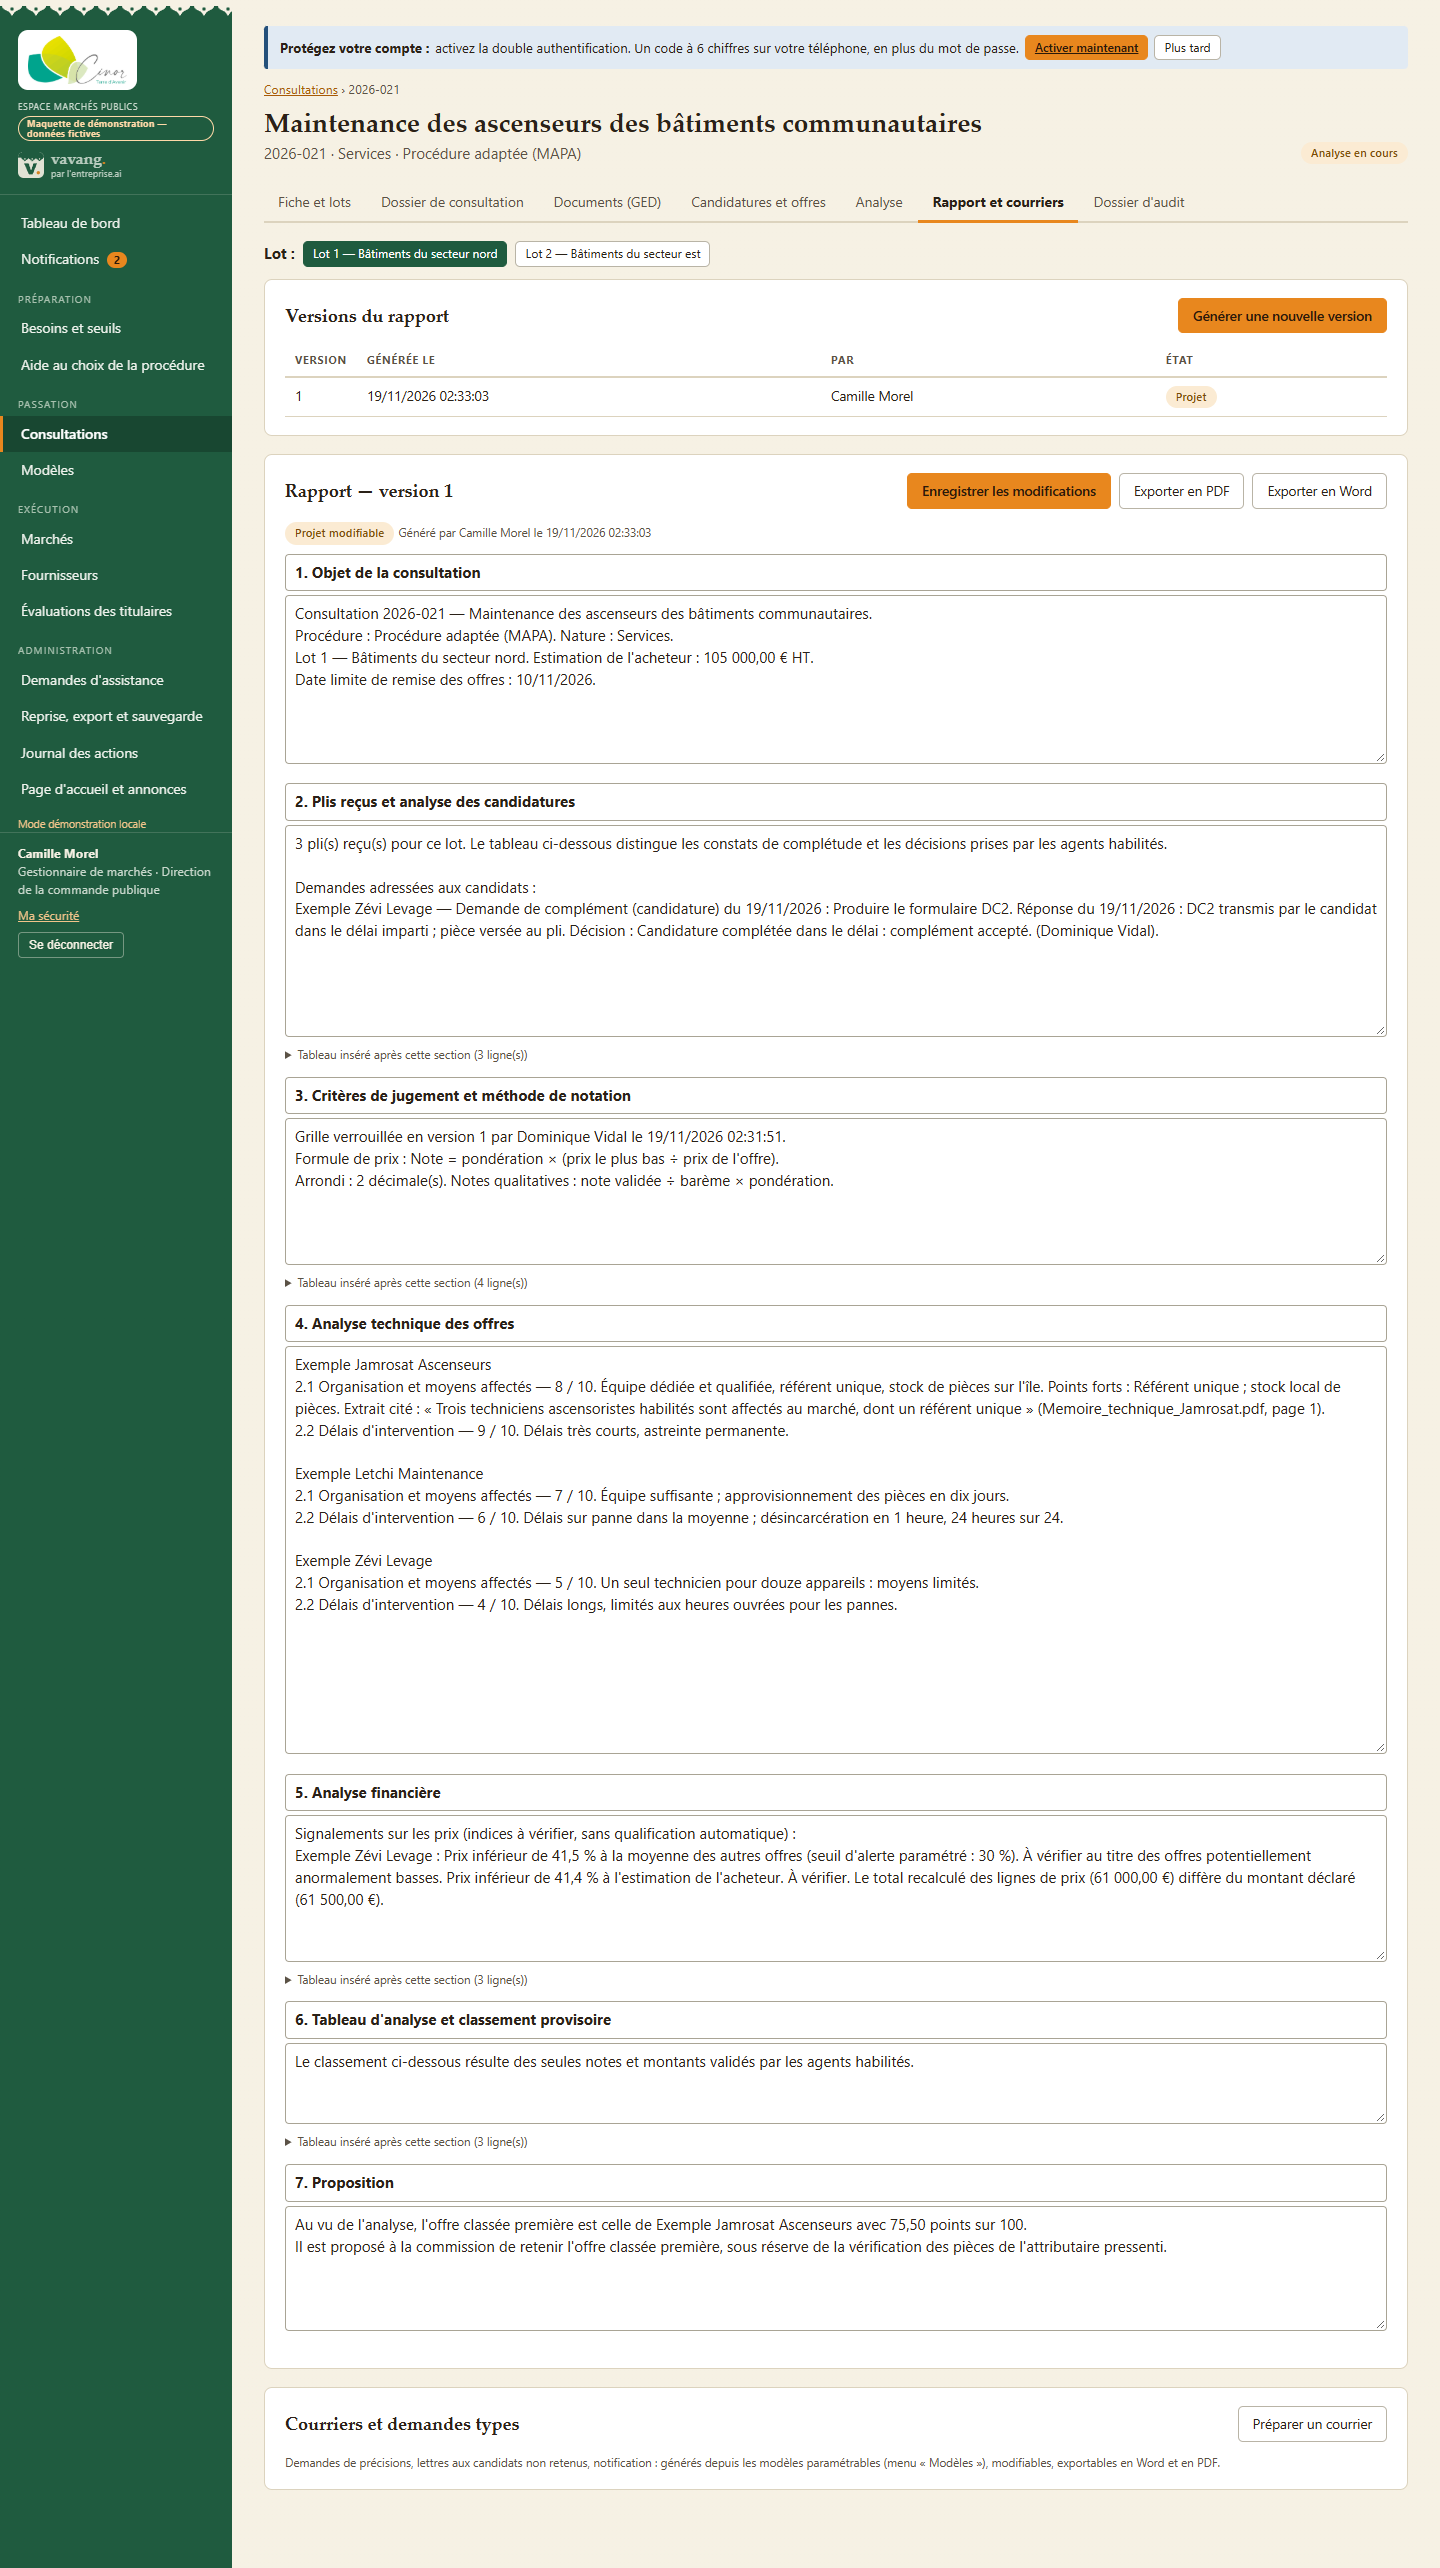 Cinor
Terre d'Avenir
ESPACE MARCHÉS PUBLICS
Maquette de démonstration —
données fictives
vavang.
par l'entreprise.ai
Tableau de bord
Notifications 2
PRÉPARATION
Besoins et seuils
Aide au choix de la procédure
PASSATION
Consultations
Modèles
EXÉCUTION
Marchés
Fournisseurs
Évaluations des titulaires
ADMINISTRATION
Demandes d'assistance
Reprise, export et sauvegarde
Journal des actions
Page d'accueil et annonces
Mode démonstration locale
Camille Morel
Gestionnaire de marchés · Direction
de la commande publique
Ma sécurité
Se déconnecter
Protégez votre compte : activez la double authentification. Un code à 6 chiffres sur votre téléphone, en plus du mot de passe. Activer maintenant Plus tard
Consultations › 2026-021
Maintenance des ascenseurs des bâtiments communautaires
2026-021 · Services · Procédure adaptée (MAPA)
Analyse en cours
Fiche et lots Dossier de consultation Documents (GED) Candidatures et offres Analyse Rapport et courriers Dossier d'audit
Lot : Lot 1 — Bâtiments du secteur nord Lot 2 — Bâtiments du secteur est
Versions du rapport
Générer une nouvelle version
VERSION GÉNÉRÉE LE PAR ÉTAT
1 19/11/2026 02:33:03 Camille Morel Projet
Rapport — version 1
Enregistrer les modifications Exporter en PDF Exporter en Word
Projet modifiable Généré par Camille Morel le 19/11/2026 02:33:03
1. Objet de la consultation
Consultation 2026-021 — Maintenance des ascenseurs des bâtiments communautaires.
Procédure : Procédure adaptée (MAPA). Nature : Services.
Lot 1 — Bâtiments du secteur nord. Estimation de l'acheteur : 105 000,00 € HT.
Date limite de remise des offres : 10/11/2026.
2. Plis reçus et analyse des candidatures
3 pli(s) reçu(s) pour ce lot. Le tableau ci-dessous distingue les constats de complétude et les décisions prises par les agents habilités.
Demandes adressées aux candidats :
Exemple Zévi Levage — Demande de complément (candidature) du 19/11/2026 : Produire le formulaire DC2. Réponse du 19/11/2026 : DC2 transmis par le candidat
dans le délai imparti ; pièce versée au pli. Décision : Candidature complétée dans le délai : complément accepté. (Dominique Vidal).
▶ Tableau inséré après cette section (3 ligne(s))
3. Critères de jugement et méthode de notation
Grille verrouillée en version 1 par Dominique Vidal le 19/11/2026 02:31:51.
Formule de prix : Note = pondération × (prix le plus bas ÷ prix de l'offre).
Arrondi : 2 décimale(s). Notes qualitatives : note validée ÷ barème × pondération.
▶ Tableau inséré après cette section (4 ligne(s))
4. Analyse technique des offres
Exemple Jamrosat Ascenseurs
2.1 Organisation et moyens affectés — 8 / 10. Équipe dédiée et qualifiée, référent unique, stock de pièces sur l'île. Points forts : Référent unique ; stock local de
pièces. Extrait cité : « Trois techniciens ascensoristes habilités sont affectés au marché, dont un référent unique » (Memoire_technique_Jamrosat.pdf, page 1).
2.2 Délais d'intervention — 9 / 10. Délais très courts, astreinte permanente.
Exemple Letchi Maintenance
2.1 Organisation et moyens affectés — 7 / 10. Équipe suffisante ; approvisionnement des pièces en dix jours.
2.2 Délais d'intervention — 6 / 10. Délais sur panne dans la moyenne ; désincarcération en 1 heure, 24 heures sur 24.
Exemple Zévi Levage
2.1 Organisation et moyens affectés — 5 / 10. Un seul technicien pour douze appareils : moyens limités.
2.2 Délais d'intervention — 4 / 10. Délais longs, limités aux heures ouvrées pour les pannes.
5. Analyse financière
Signalements sur les prix (indices à vérifier, sans qualification automatique) :
Exemple Zévi Levage : Prix inférieur de 41,5 % à la moyenne des autres offres (seuil d'alerte paramétré : 30 %). À vérifier au titre des offres potentiellement
anormalement basses. Prix inférieur de 41,4 % à l'estimation de l'acheteur. À vérifier. Le total recalculé des lignes de prix (61 000,00 €) diffère du montant déclaré
(61 500,00 €).
▶ Tableau inséré après cette section (3 ligne(s))
6. Tableau d'analyse et classement provisoire
Le classement ci-dessous résulte des seules notes et montants validés par les agents habilités.
▶ Tableau inséré après cette section (3 ligne(s))
7. Proposition
Au vu de l'analyse, l'offre classée première est celle de Exemple Jamrosat Ascenseurs avec 75,50 points sur 100.
Il est proposé à la commission de retenir l'offre classée première, sous réserve de la vérification des pièces de l'attributaire pressenti.
Courriers et demandes types
Préparer un courrier
Demandes de précisions, lettres aux candidats non retenus, notification : générés depuis les modèles paramétrables (menu « Modèles »), modifiables, exportables en Word et en PDF.